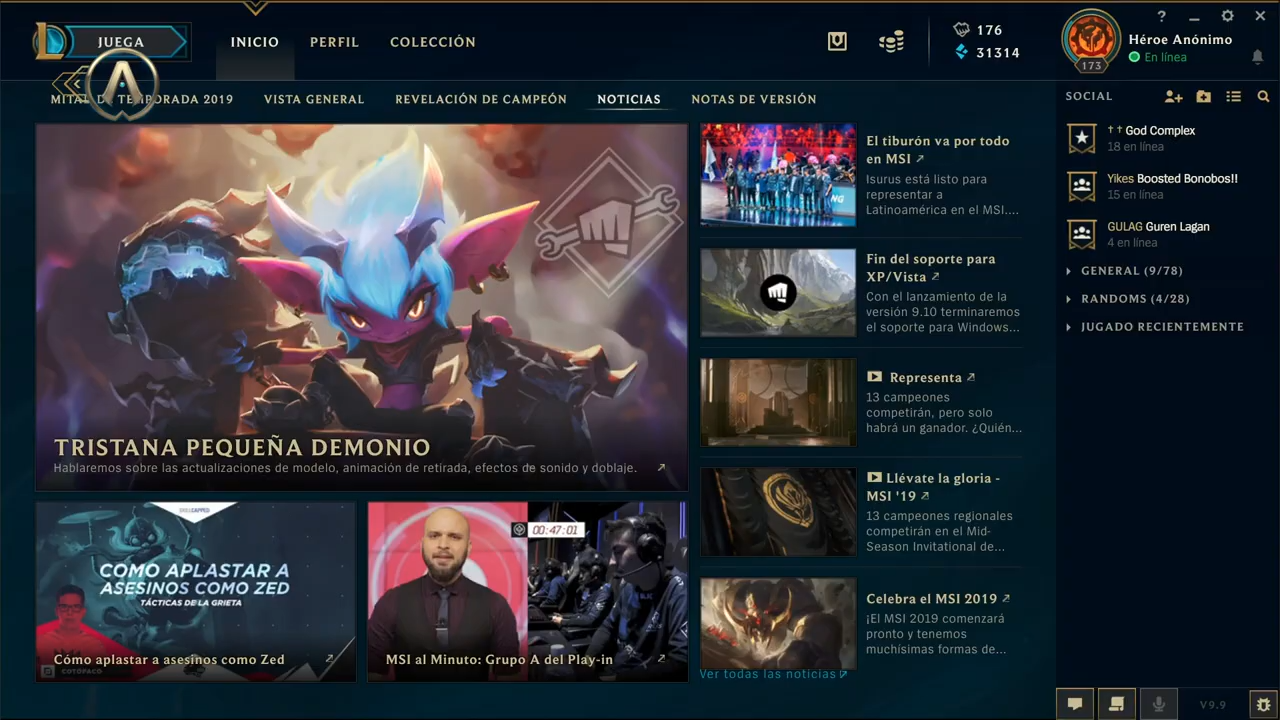 JUEGA
INICIO
PERFIL
COLECCIÓN
176
31314
173
?
Héroe Anónimo
En línea
TEMPORADA 2019
VISTA GENERAL
REVELACIÓN DE CAMPEÓN
NOTICIAS
NOTAS DE VERSIÓN
TRISTANA PEQUEÑA DEMONIO
Hablaremos sobre las actualizaciones de modelo, animación de retirada, efectos de sonido y doblaje.
SKILLCAPPED
COMO APLASTAR A
ASESINOS COMO ZED
TÁCTICAS DE LA GRIETA
Cómo aplastar a asesinos como Zed
COTOPACO
00:47:01
MSI al Minuto: Grupo A del Play-in
El tiburón va por todo
en MSI
Isurus está listo para
representar a
Latinoamérica en el MSI....
NG
Fin del soporte para
XP/Vista
Con el lanzamiento de la
versión 9.10 terminaremos
el soporte para Windows...
Representa
13 campeones
competirán, pero solo
habrá un ganador. ¿Quién...
Llévate la gloria -
MSI '19
13 campeones regionales
competirán en el Mid-
Season Invitational de...
Celebra el MSI 2019
¡El MSI 2019 comenzará
pronto y tenemos
muchísimas formas de...
Ver todas las noticias
SOCIAL
†† God Complex
18 en línea
Yikes Boosted Bonobos!!
15 en línea
GULAG Guren Lagan
4 en línea
GENERAL (9/78)
RANDOMS (4/28)
JUGADO RECIENTEMENTE
V9.9